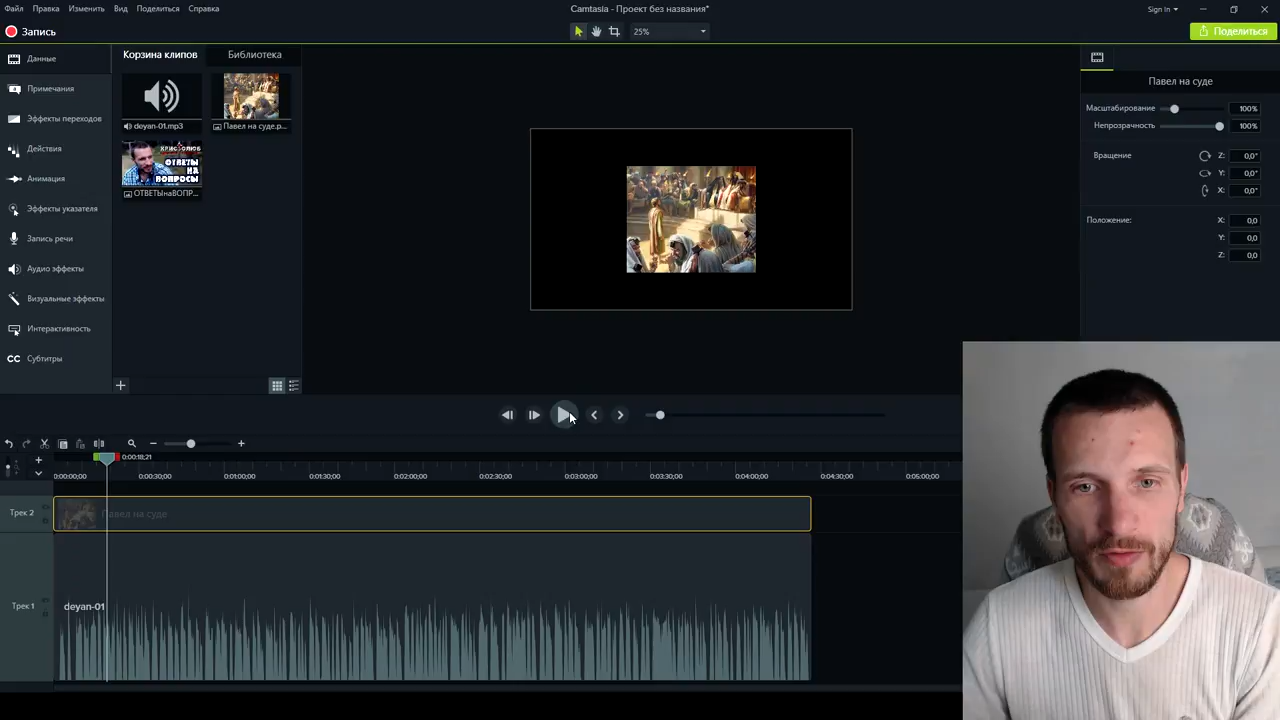 Файл Правка Изменить Вид Поделиться Справка
Camtasia - Проект без названия*
Sign In
Запись
25%
Поделиться
Данные
Примечания
Эффекты переходов
Действия
Анимация
Эффекты указателя
Запись речи
Аудио эффекты
Визуальные эффекты
Интерактивность
CC Субтитры
Корзина клипов Библиотека
deyan-01.mp3
Павел на суде.p...
ХРИСТОЛЮБ
ОТВЕТЫ
НА
ВОПРОСЫ
ОТВЕТЫнаВОПР...
Павел на суде
Масштабирование 100%
Непрозрачность 100%
Вращение Z: 0,0°
Y: 0,0°
X: 0,0°
Положение: X: 0,0
Y: 0,0
Z: 0,0
0:00:18;21
0:00:00;00 0:00:30;00 0:01:00;00 0:01:30;00 0:02:00;00 0:02:30;00 0:03:00;00 0:03:30;00 0:04:00;00 0:04:30;00 0:05:00;00
Трек 2
Павел на суде
Трек 1
deyan-01